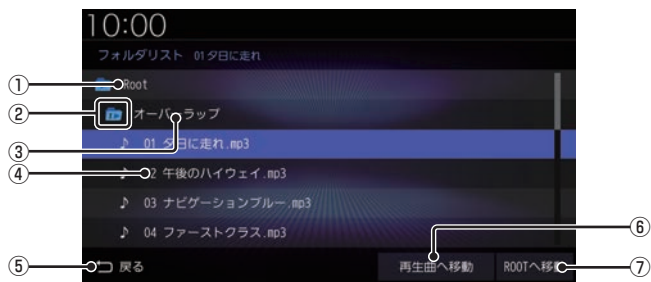 10:00
フォルダリスト 01 夕日に走れ
① Root
② オーバーラップ
③ ♪ 01 夕日に走れ.mp3
④ ♪ 02 午後のハイウェイ.mp3
♪ 03 ナビゲーションブルー.mp3
♪ 04 ファーストクラス.mp3
⑥
⑤ 戻る 再生曲へ移動 ROOTへ移動 ⑦